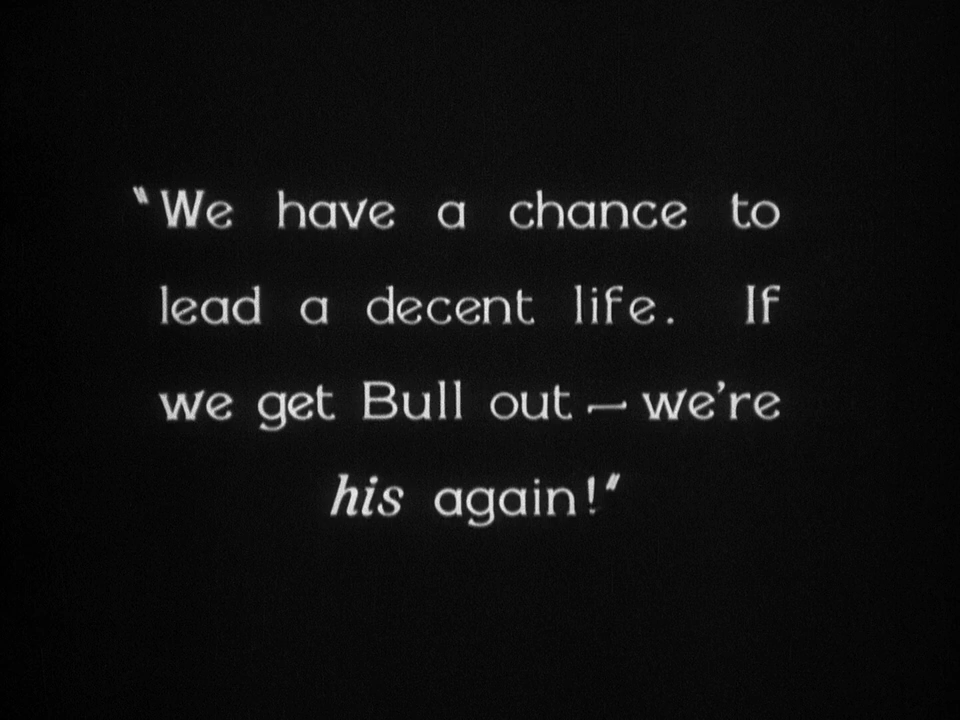 "We have a chance to
lead a decent life. If
we get Bull out — we're
his again!"